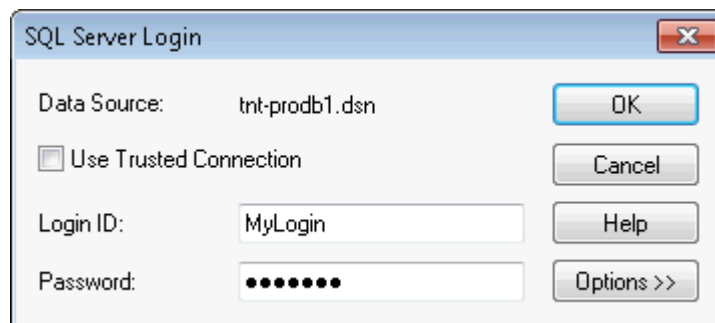 SQL Server Login
Data Source: tnt-prodb1.dsn OK
Use Trusted Connection Cancel
Login ID: MyLogin Help
Password: ●●●●●●● Options >>